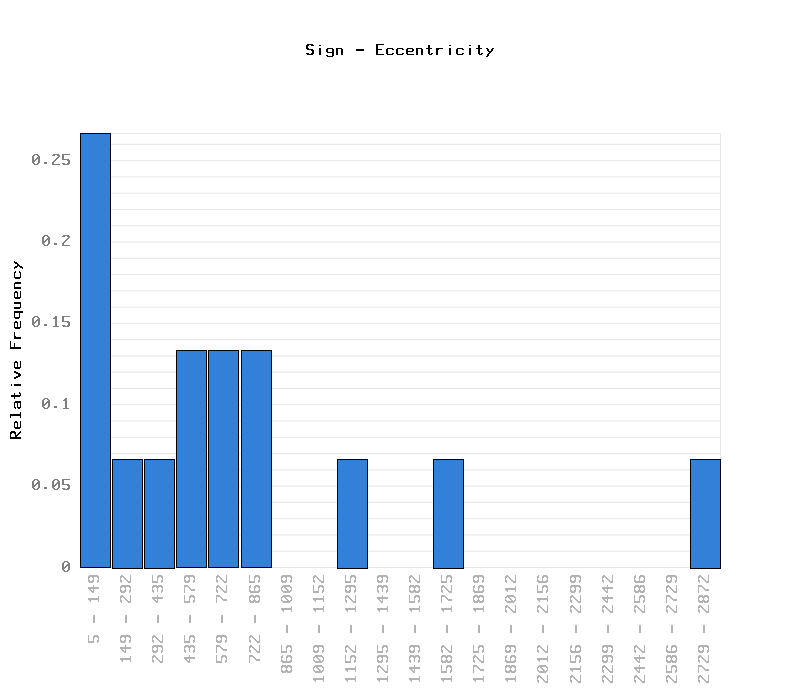 Sign - Eccentricity
Relative Frequency
0.25
0.2
0.15
0.1
0.05
0
5 - 149
149 - 292
292 - 435
435 - 579
579 - 722
722 - 865
865 - 1009
1009 - 1152
1152 - 1295
1295 - 1439
1439 - 1582
1582 - 1725
1725 - 1869
1869 - 2012
2012 - 2156
2156 - 2299
2299 - 2442
2442 - 2586
2586 - 2729
2729 - 2872